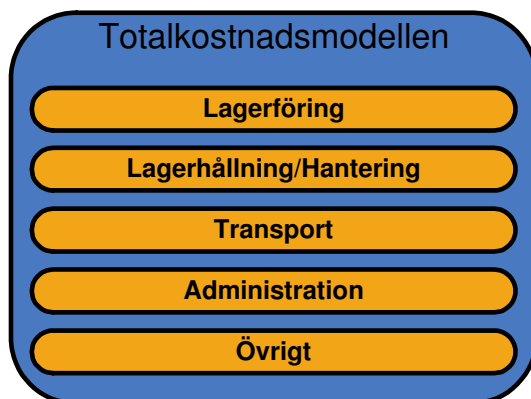 Totalkostnadsmodellen
Lagerföring
Lagerhållning/Hantering
Transport
Administration
Övrigt